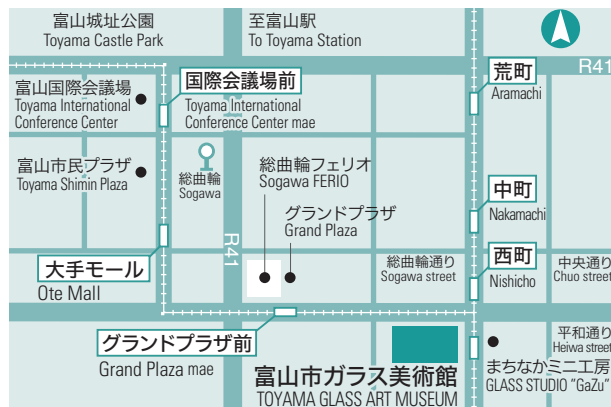 富山城址公園
Toyama Castle Park
至富山駅
To Toyama Station
富山国際会議場
Toyama International
Conference Center
国際会議場前
Toyama International
Conference Center mae
荒町
Aramachi
R41
富山市民プラザ
Toyama Shimin Plaza
総曲輪
Sogawa
総曲輪フェリオ
Sogawa FERIO
グランドプラザ
Grand Plaza
中町
Nakamachi
大手モール
Ote Mall
R41
総曲輪通り
Sogawa street
西町
Nishicho
中央通り
Chuo street
グランドプラザ前
Grand Plaza mae
富山市ガラス美術館
TOYAMA GLASS ART MUSEUM
平和通り
Heiwa street
まちなかミニ工房
GLASS STUDIO "GaZu"